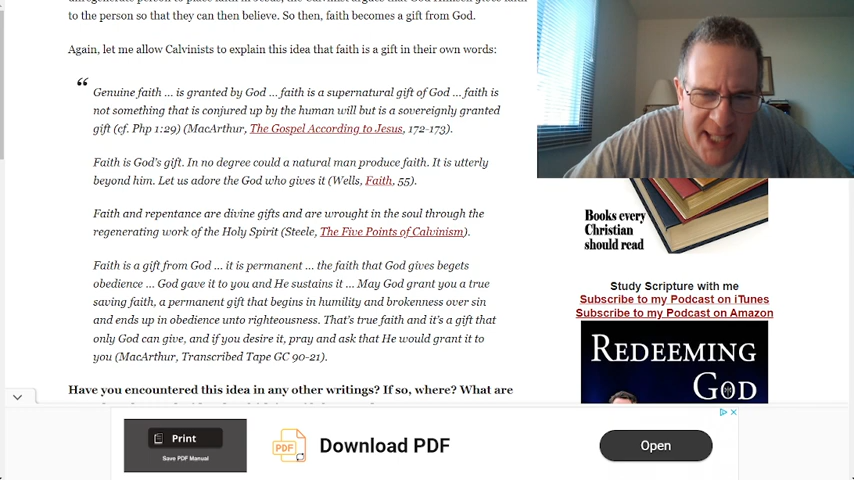 to the person so that they can then believe. So then, faith becomes a gift from God.
Again, let me allow Calvinists to explain this idea that faith is a gift in their own words:
“
Genuine faith ... is granted by God ... faith is a supernatural gift of God ... faith is
not something that is conjured up by the human will but is a sovereignly granted
gift (cf. Php 1:29) (MacArthur, The Gospel According to Jesus, 172-173).
Faith is God's gift. In no degree could a natural man produce faith. It is utterly
beyond him. Let us adore the God who gives it (Wells, Faith, 55).
Faith and repentance are divine gifts and are wrought in the soul through the
regenerating work of the Holy Spirit (Steele, The Five Points of Calvinism).
Faith is a gift from God ... it is permanent ... the faith that God gives begets
obedience ... God gave it to you and He sustains it ... May God grant you a true
saving faith, a permanent gift that begins in humility and brokenness over sin
and ends up in obedience unto righteousness. That's true faith and it's a gift that
only God can give, and if you desire it, pray and ask that He would grant it to
you (MacArthur, Transcribed Tape GC 90-21).
Have you encountered this idea in any other writings? If so, where? What are
Books every
Christian
should read
Study Scripture with me
Subscribe to my Podcast on iTunes
Subscribe to my Podcast on Amazon
REDEEMING
GOD
Print
Save PDF Manual
PDF
Download PDF
Open